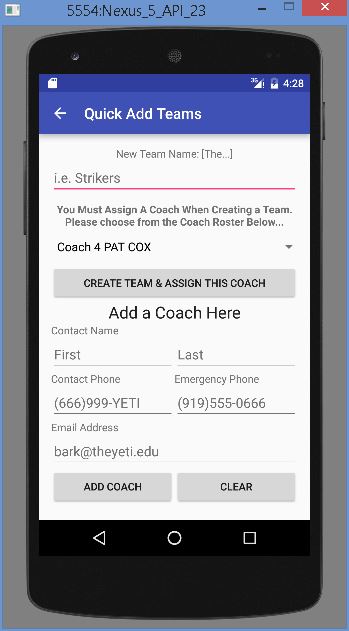 5554:Nexus_5_API_23
3G
4:28
Quick Add Teams
New Team Name: [The...]
i.e. Strikers
You Must Assign A Coach When Creating a Team.
Please choose from the Coach Roster Below...
Coach 4 PAT COX
CREATE TEAM & ASSIGN THIS COACH
Add a Coach Here
Contact Name
First Last
Contact Phone Emergency Phone
(666)999-YETI (919)555-0666
Email Address
bark@theyeti.edu
ADD COACH CLEAR